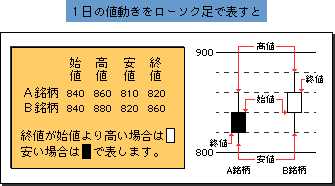 1日の値動きをローソク足で表すと
始値 高値 安値 終値
A銘柄 840 860 810 820
B銘柄 840 880 820 860
終値が始値より高い場合は
安い場合は で表します。
900
高値
終値
始値
終値
800
安値
A銘柄 B銘柄